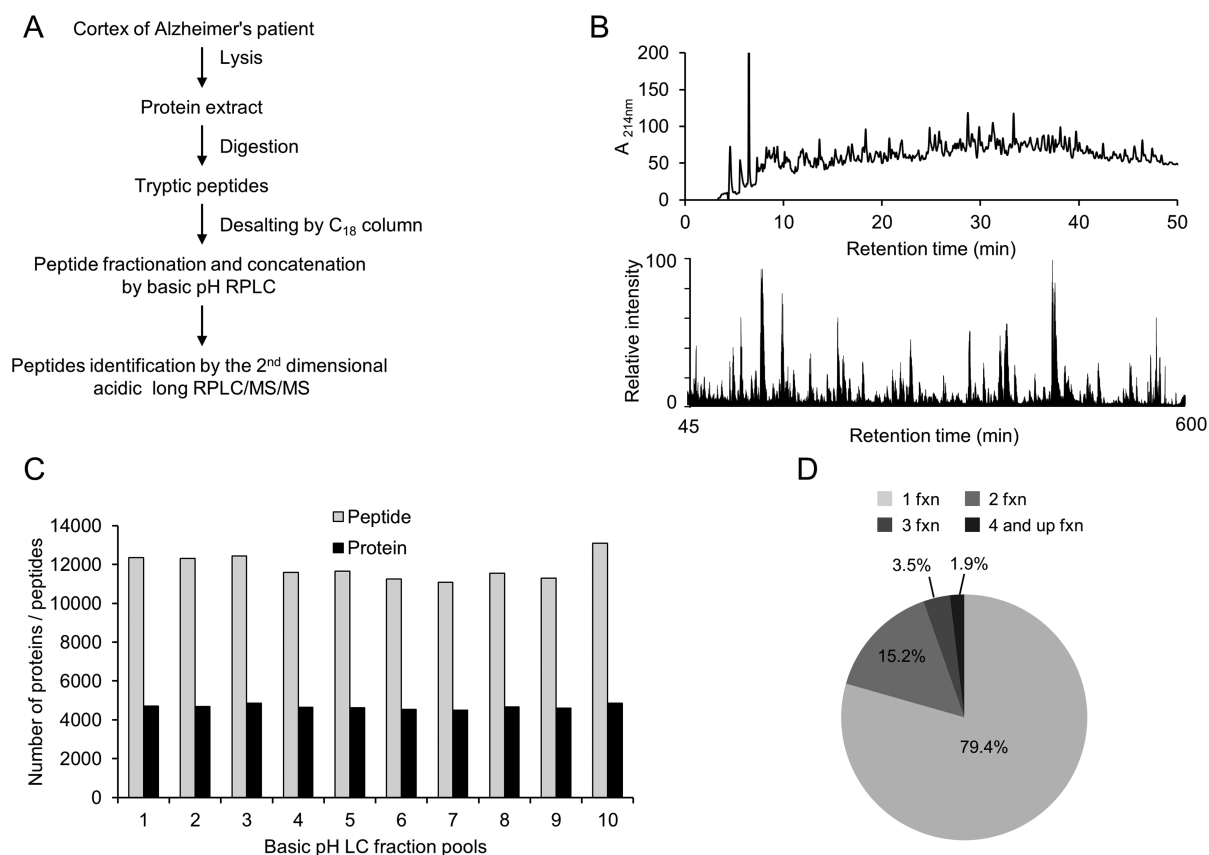 A
Cortex of Alzheimer's patient
Lysis
Protein extract
Digestion
Tryptic peptides
Desalting by C18 column
Peptide fractionation and concatenation
by basic pH RPLC
Peptides identification by the 2nd dimensional
acidic long RPLC/MS/MS
B
200
150
100
50
0
A 214nm
0 10 20 30 40 50
Retention time (min)
100
0
Relative intensity
45 600
Retention time (min)
C
Peptide
Protein
14000
12000
10000
8000
6000
4000
2000
0
Number of proteins / peptides
1 2 3 4 5 6 7 8 9 10
Basic pH LC fraction pools
D
1 fxn 2 fxn
3 fxn 4 and up fxn
3.5% 1.9%
15.2%
79.4%